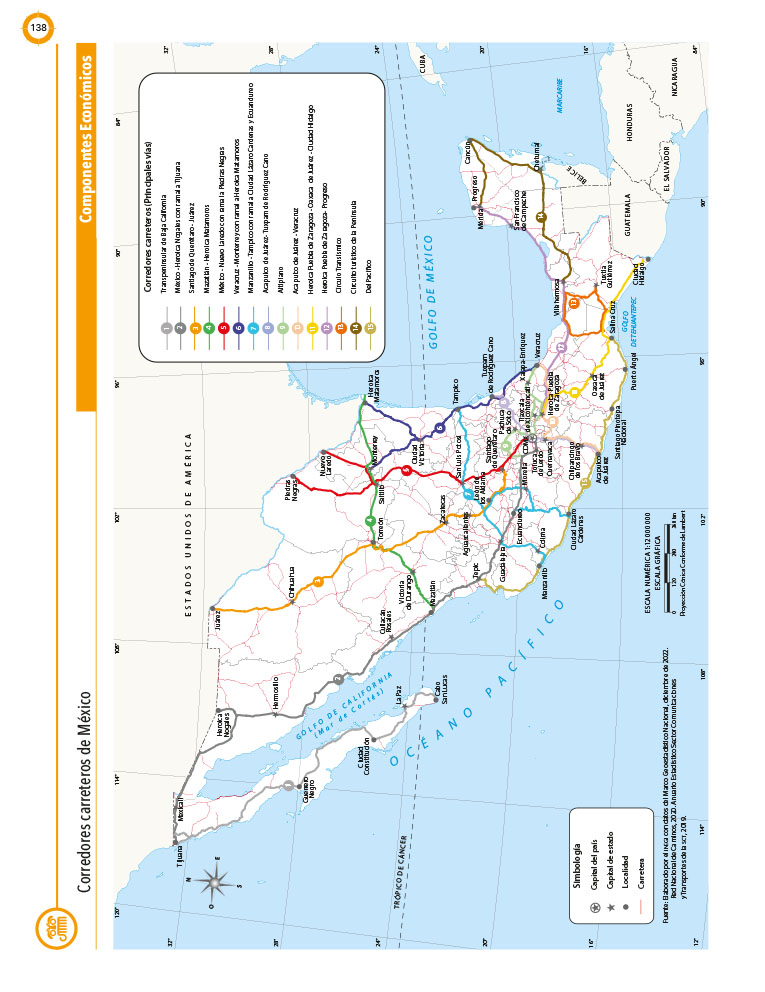 138
Componentes Económicos
Corredores carreteros de México
Corredores carreteros (Principales vías)
1 Transpeninsular de Baja California
2 México - Heroica Nogales con ramal a Tijuana
3 Santiago de Querétaro - Juárez
4 Mazatlán - Heroica Matamoros
5 México - Nuevo Laredo con ramal a Piedras Negras
6 Veracruz - Monterrey con ramal a Heroica Matamoros
7 Manzanillo - Tampico con ramal a Ciudad Lázaro Cárdenas y Ecuandureo
8 Acapulco de Juárez - Tuxpam de Rodríguez Cano
9 Altiplano
10 Acapulco de Juárez - Veracruz
11 Heroica Puebla de Zaragoza - Oaxaca de Juárez - Ciudad Hidalgo
12 Heroica Puebla de Zaragoza - Progreso
13 Circuito Transístmico
14 Circuito turístico de la Península
15 Del Pacífico
ESTADOS UNIDOS DE AMÉRICA
GOLFO DE MÉXICO
GOLFO DE CALIFORNIA
(Mar de Cortés)
OCÉANO PACÍFICO
TRÓPICO DE CÁNCER
GOLFO
DE TEHUANTEPEC
MAR CARIBE
CUBA
BELICE
GUATEMALA
HONDURAS
EL SALVADOR
NICARAGUA
Tijuana
Mexicali
Heroica
Nogales
Hermosillo
Guerrero
Negro
Ciudad
Constitución
La Paz
Cabo
San Lucas
Juárez
Chihuahua
Culiacán
Rosales
Victoria
de Durango
Mazatlán
Torreón
Saltillo
Monterrey
Piedras
Negras
Nuevo
Laredo
Heroica
Matamoros
Ciudad
Victoria
Zacatecas
San Luis Potosí
Tampico
Aguascalientes
León de
los Aldama
Tepic
Guadalajara
Ecuandureo
Colima
Manzanillo
Ciudad Lázaro
Cárdenas
Morelia
Santiago
de Querétaro
Pachuca
de Soto
Tuxpam
de Rodríguez Cano
Tlaxcala
de Xicohténcatl
Xalapa-Enríquez
Veracruz
CDMX
Toluca
de Lerdo
Cuernavaca
Heroica Puebla
de Zaragoza
Chilpancingo
de los Bravo
Acapulco
de Juárez
Santiago Pinotepa
Nacional
Oaxaca
de Juárez
Puerto Ángel
Salina Cruz
Villahermosa
Tuxtla
Gutiérrez
Ciudad
Hidalgo
San Francisco
de Campeche
Mérida
Progreso
Cancún
Chetumal
N
E
S
O
120°
114°
108°
102°
96°
90°
84°
32°
28°
24°
20°
16°
12°
Simbología
Capital del país
Capital de estado
Localidad
Carretera
ESCALA NUMÉRICA 1:12 000 000
ESCALA GRÁFICA
0 120 240 360 km
Proyección Cónica Conforme de Lambert
Fuente: Elaborado por el INEGI con datos del Marco Geoestadístico Nacional, diciembre de 2022.
Red Nacional de Caminos, 2020. Anuario Estadístico Sector Comunicaciones
y Transportes de la SCT, 2019.